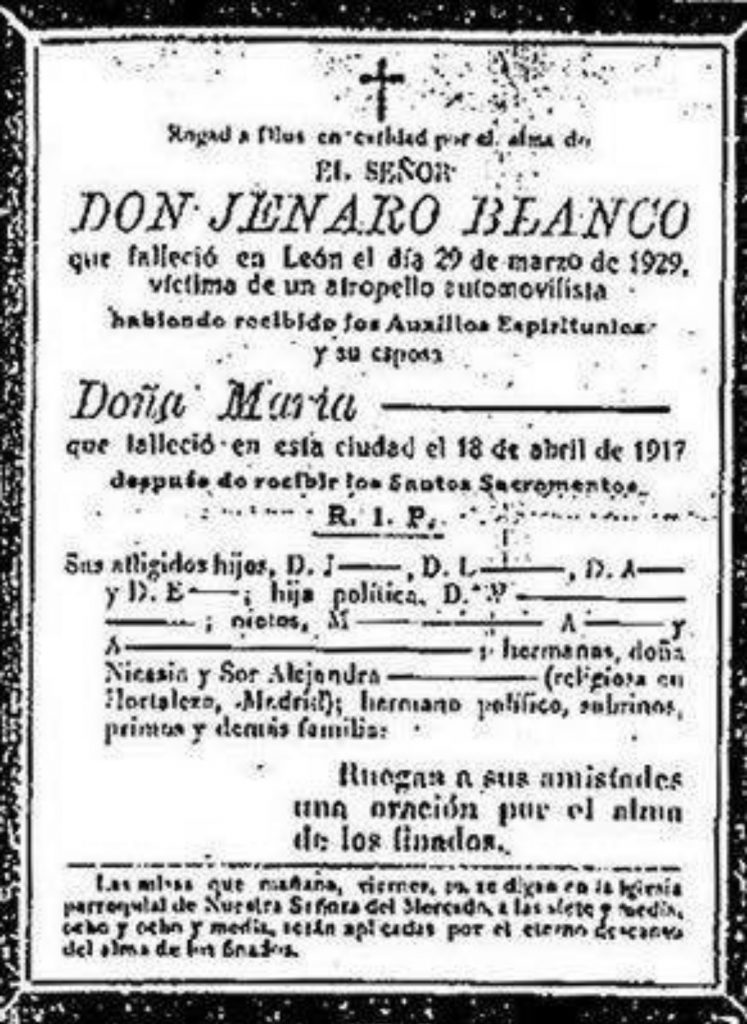 Rogad a Dios en caridad por el alma de
EL SEÑOR
DON JENARO BLANCO
que falleció en León el día 29 de marzo de 1929,
víctima de un atropello automovilista
habiendo recibido los Auxilios Espirituales
y su esposa
Doña María
que falleció en esta ciudad el 18 de abril de 1917
después de recibir los Santos Sacramentos.
R. I. P.
Sus afligidos hijos, D. J——, D. L——, D. A——
y D. E——; hija política, D.ª V——
——; nietos, M—— —— A—— y
A——; hermanas, doña
Nicasia y Sor Alejandra —— (religiosa en
Hortaleza, Madrid); hermano político, sobrinos,
primos y demás familia:
Ruegan a sus amistades
una oración por el alma
de los finados.
Las misas que mañana, viernes, se digan en la iglesia
parroquial de Nuestra Señora del Mercado, a las siete y media,
ocho y ocho y media, serán aplicadas por el eterno descanso
del alma de los finados.